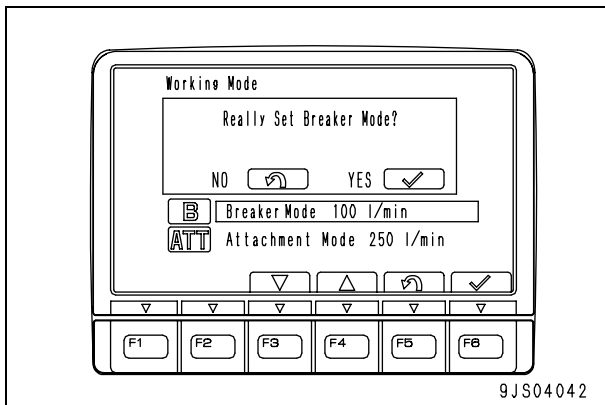 Working Mode
Really Set Breaker Mode?
NO YES
B Breaker Mode 100 l/min
ATT Attachment Mode 250 l/min
F1 F2 F3 F4 F5 F6
9JS04042